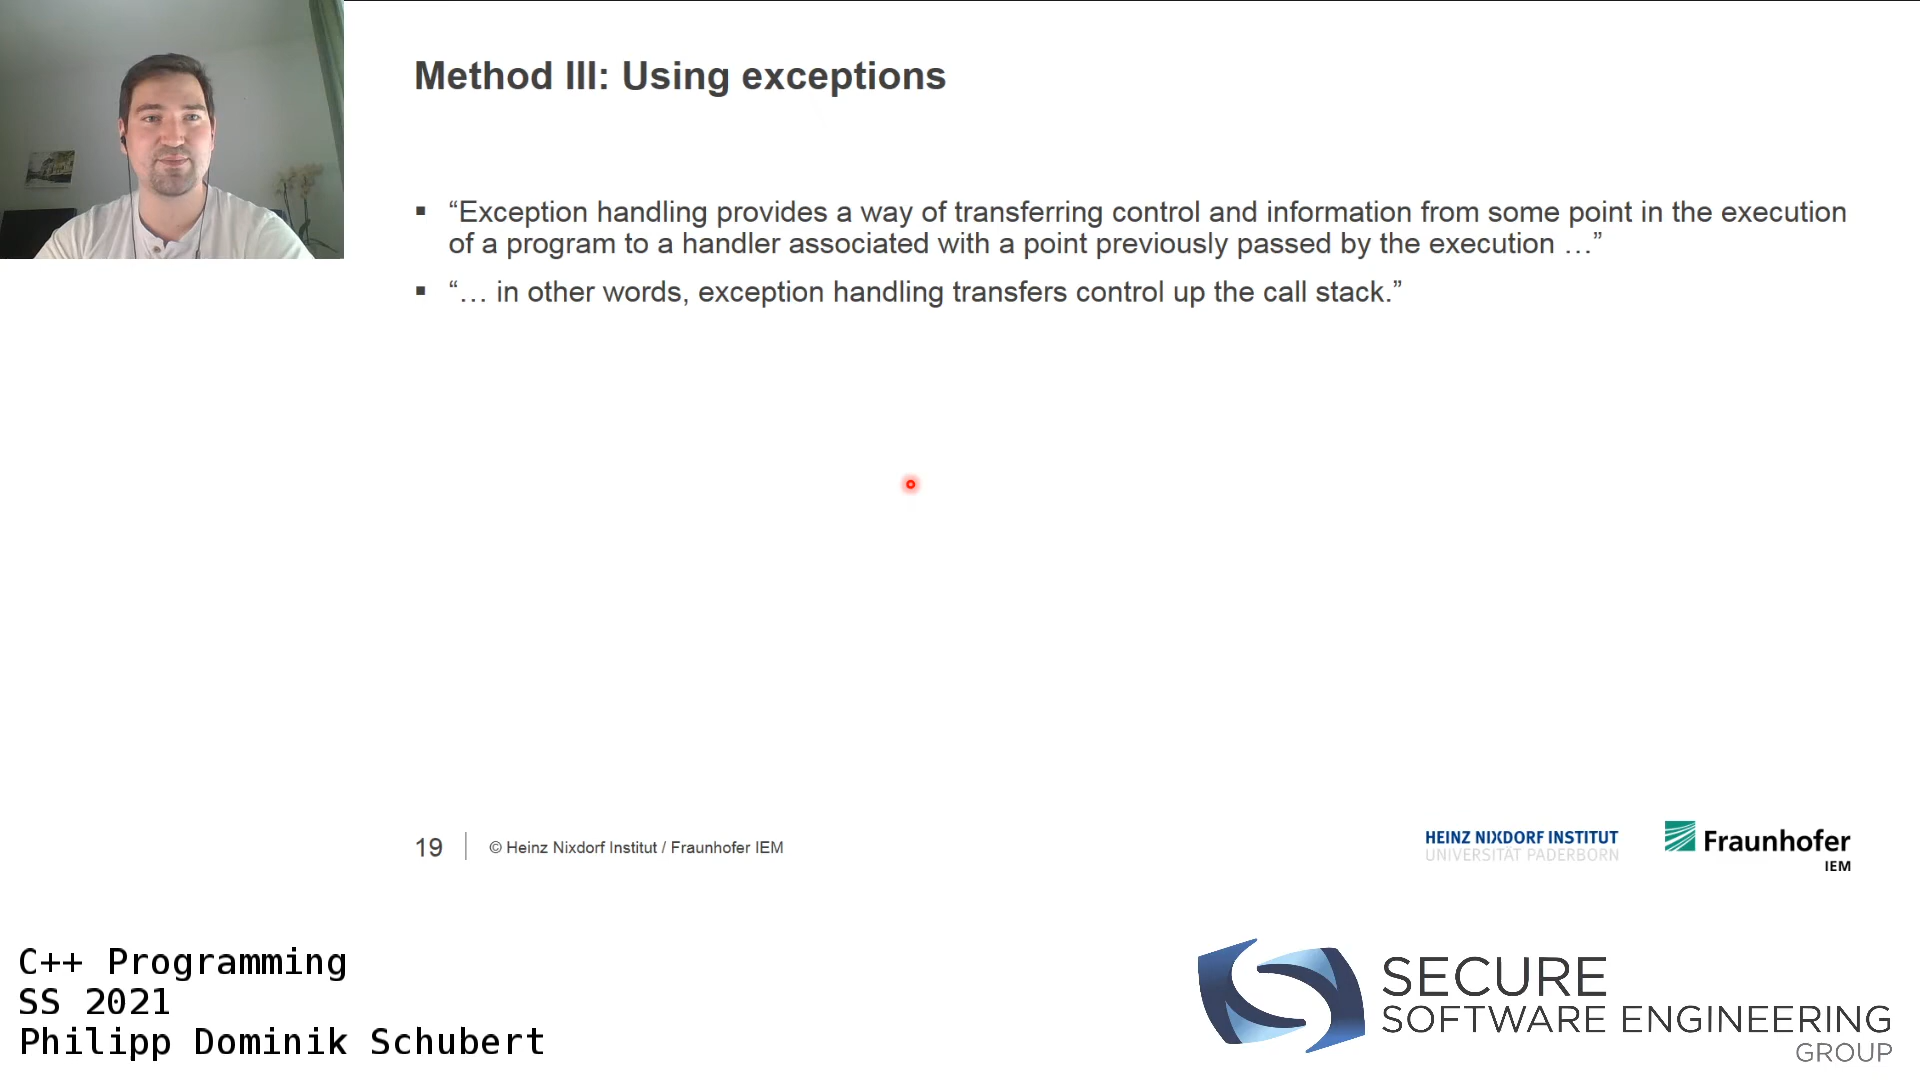 Method III: Using exceptions
▪ “Exception handling provides a way of transferring control and information from some point in the execution
of a program to a handler associated with a point previously passed by the execution …”
▪ “… in other words, exception handling transfers control up the call stack.”
19
© Heinz Nixdorf Institut / Fraunhofer IEM
HEINZ NIXDORF INSTITUT
UNIVERSITÄT PADERBORN
Fraunhofer
IEM
C++ Programming
SS 2021
Philipp Dominik Schubert
SECURE
SOFTWARE ENGINEERING
GROUP